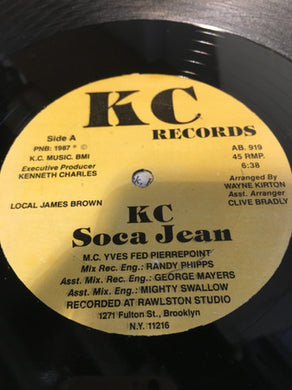 KC
RECORDS
Side A
PNB: 1987 * ©
K.C. MUSIC. BMI
Executive Producer
KENNETH CHARLES
AB. 919
45 RMP.
6:38
Arranged By
WAYNE KIRTON
Asst. Arranger
CLIVE BRADLY
LOCAL JAMES BROWN
KC
Soca Jean
M.C. YVES FED PIERREPOINT
Mix Rec. Eng.: RANDY PHIPPS
Asst. Mix Rec. Eng.: GEORGE MAYERS
Asst. Mix. Eng.: MIGHTY SWALLOW
RECORDED AT RAWLSTON STUDIO
1271 Fulton St., Brooklyn
N.Y. 11216